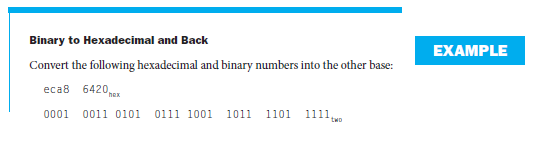 Binary to Hexadecimal and Back
EXAMPLE
Convert the following hexadecimal and binary numbers into the other base:
eca8 6420hex
0001 0011 0101 0111 1001 1011 1101 1111two